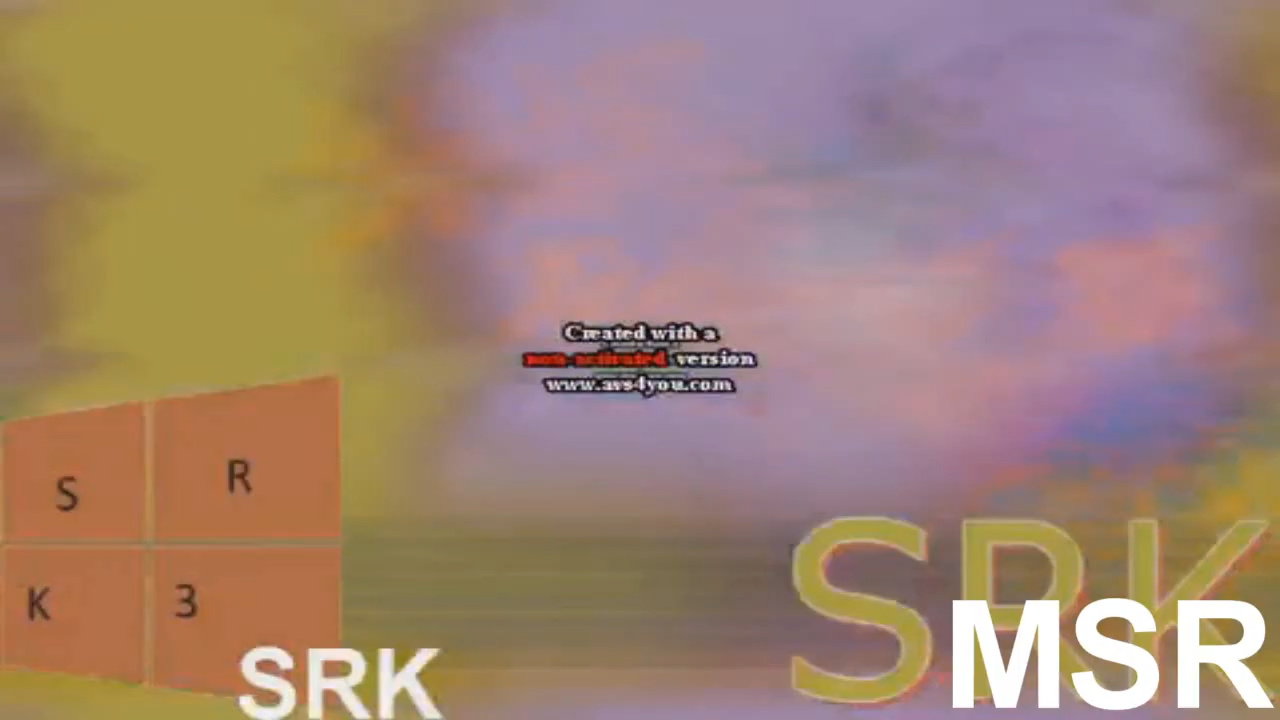 Created with a
non-activated version
www.avs4you.com
S R
K 3
SRK
SRK
MSR